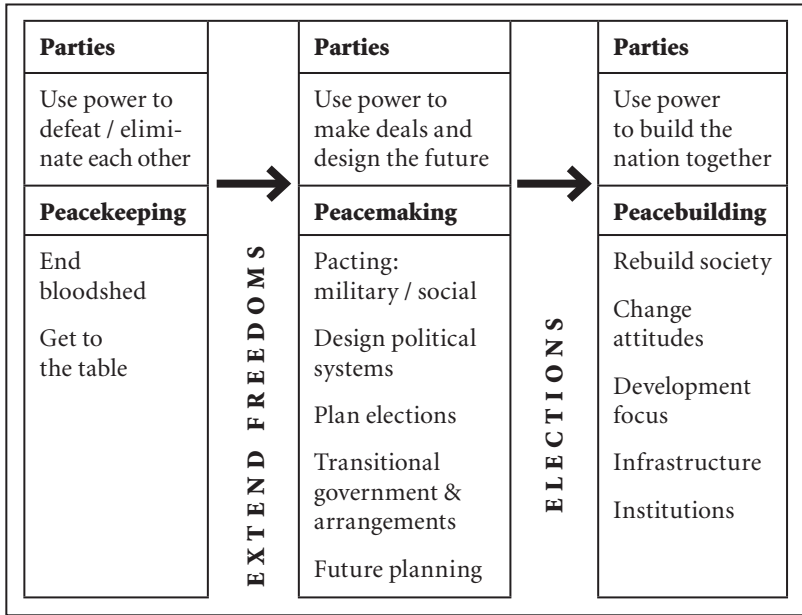 Parties
Use power to
defeat / elimi-
nate each other
Peacekeeping
End
bloodshed
Get to
the table
EXTEND FREEDOMS
Parties
Use power to
make deals and
design the future
Peacemaking
Pacting:
military / social
Design political
systems
Plan elections
Transitional
government &
arrangements
Future planning
ELECTIONS
Parties
Use power
to build the
nation together
Peacebuilding
Rebuild society
Change
attitudes
Development
focus
Infrastructure
Institutions